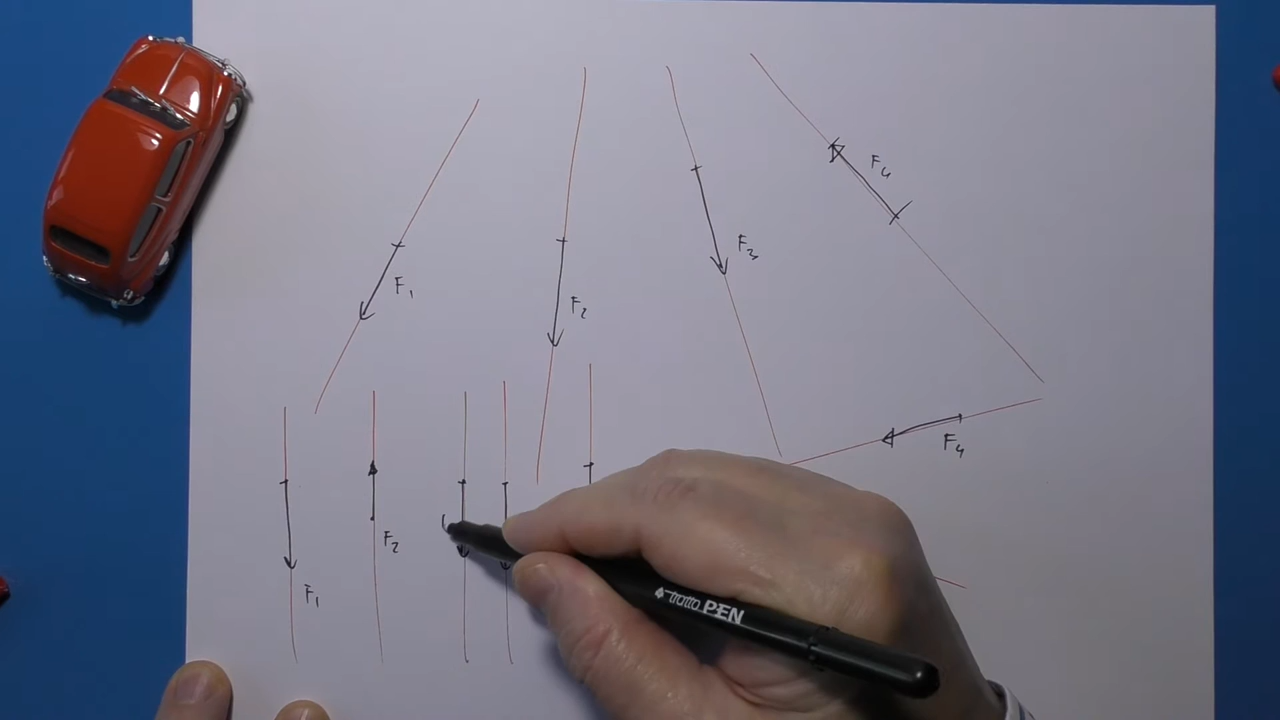 F₄
F₃
F₁
F₂
F₄
F₂
F₁
tratto PEN